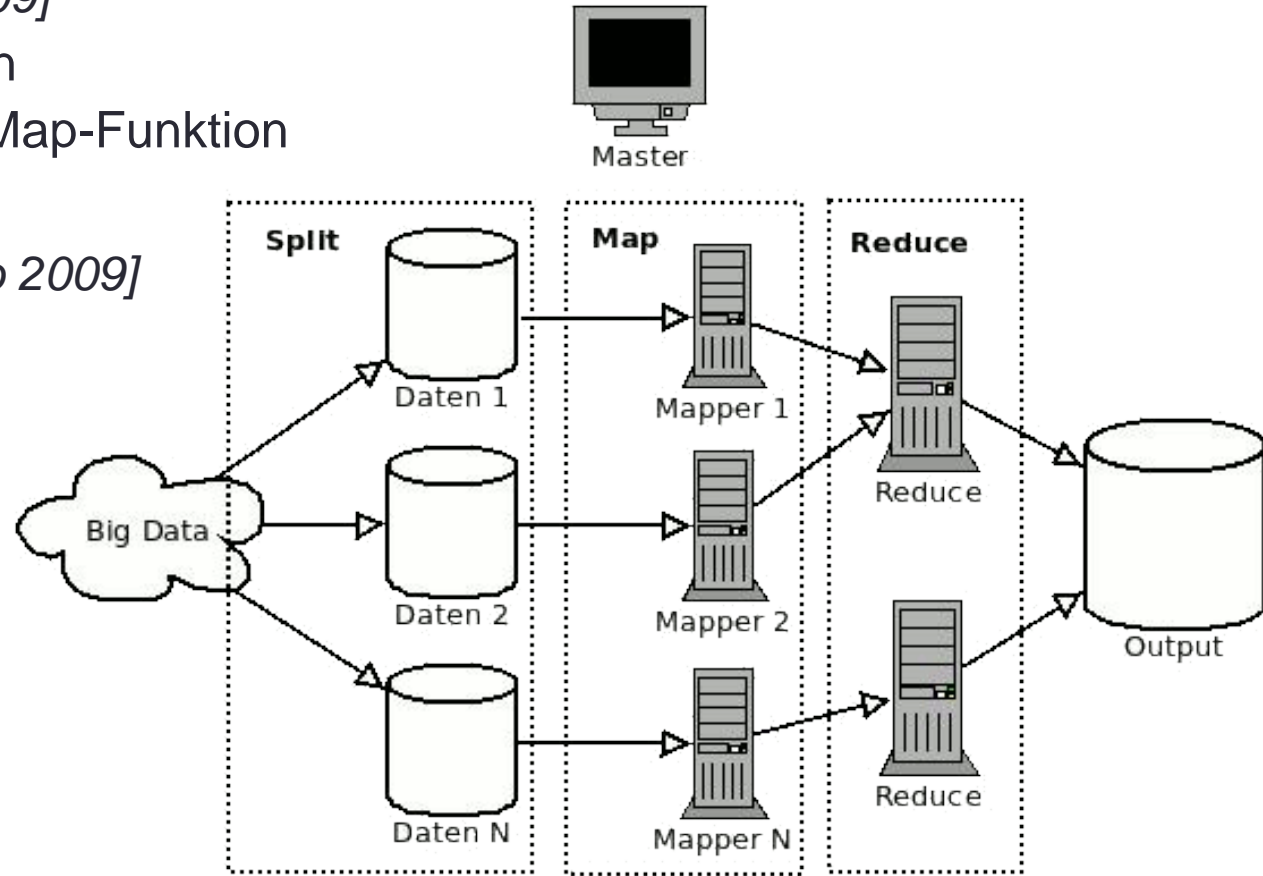 09]
n
Map-Funktion
o 2009]
Master
Split
Map
Reduce
Daten 1
Mapper 1
Reduce
Big Data
Daten 2
Mapper 2
Output
Daten N
Mapper N
Reduce